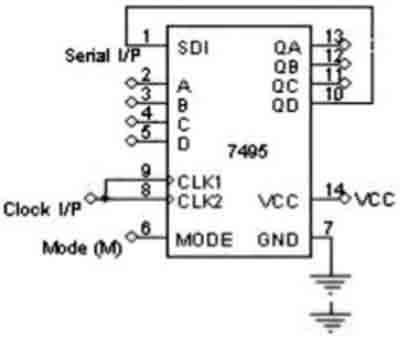 1 SDI QA 13
Serial I/P
QB 12
2 A QC 11
3 B QD 10
4 C
5 D
7495
9 CLK1
Clock I/P 8 CLK2 VCC 14 VCC
Mode (M) 6 MODE GND 7